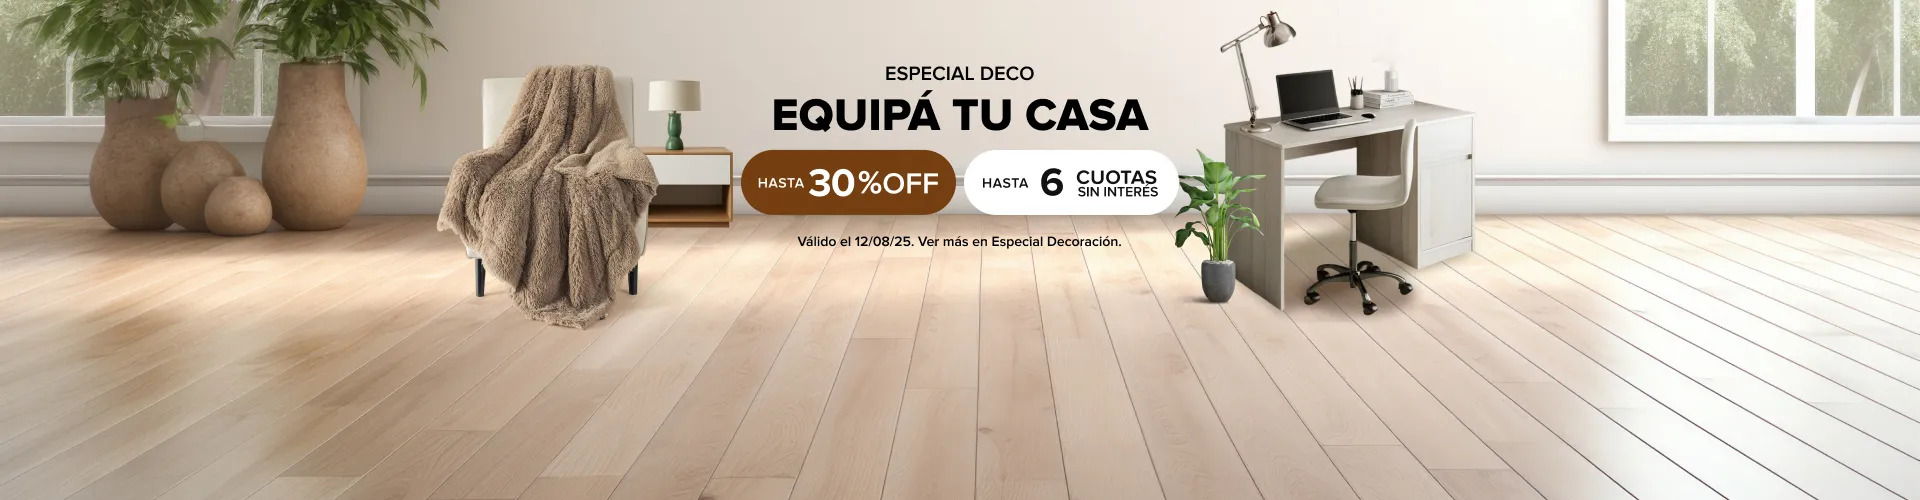 ESPECIAL DECO
EQUIPÁ TU CASA
HASTA 30%OFF
HASTA 6 CUOTAS SIN INTERÉS
Válido el 12/08/25. Ver más en Especial Decoración.